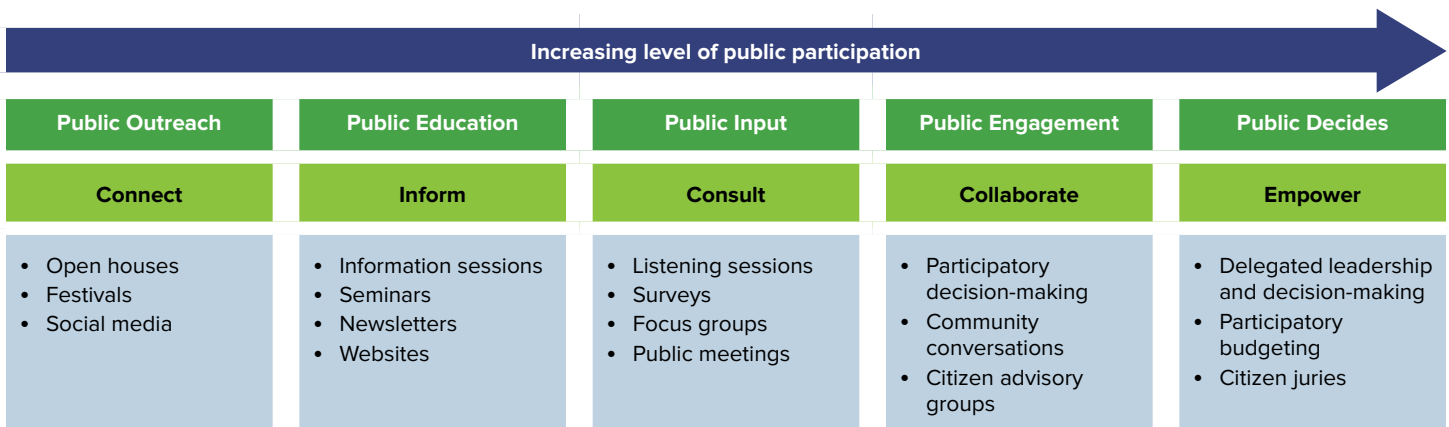 Increasing level of public participation
Public Outreach
Public Education
Public Input
Public Engagement
Public Decides
Connect
Inform
Consult
Collaborate
Empower
• Open houses
• Festivals
• Social media
• Information sessions
• Seminars
• Newsletters
• Websites
• Listening sessions
• Surveys
• Focus groups
• Public meetings
• Participatory
decision-making
• Community
conversations
• Citizen advisory
groups
• Delegated leadership
and decision-making
• Participatory
budgeting
• Citizen juries